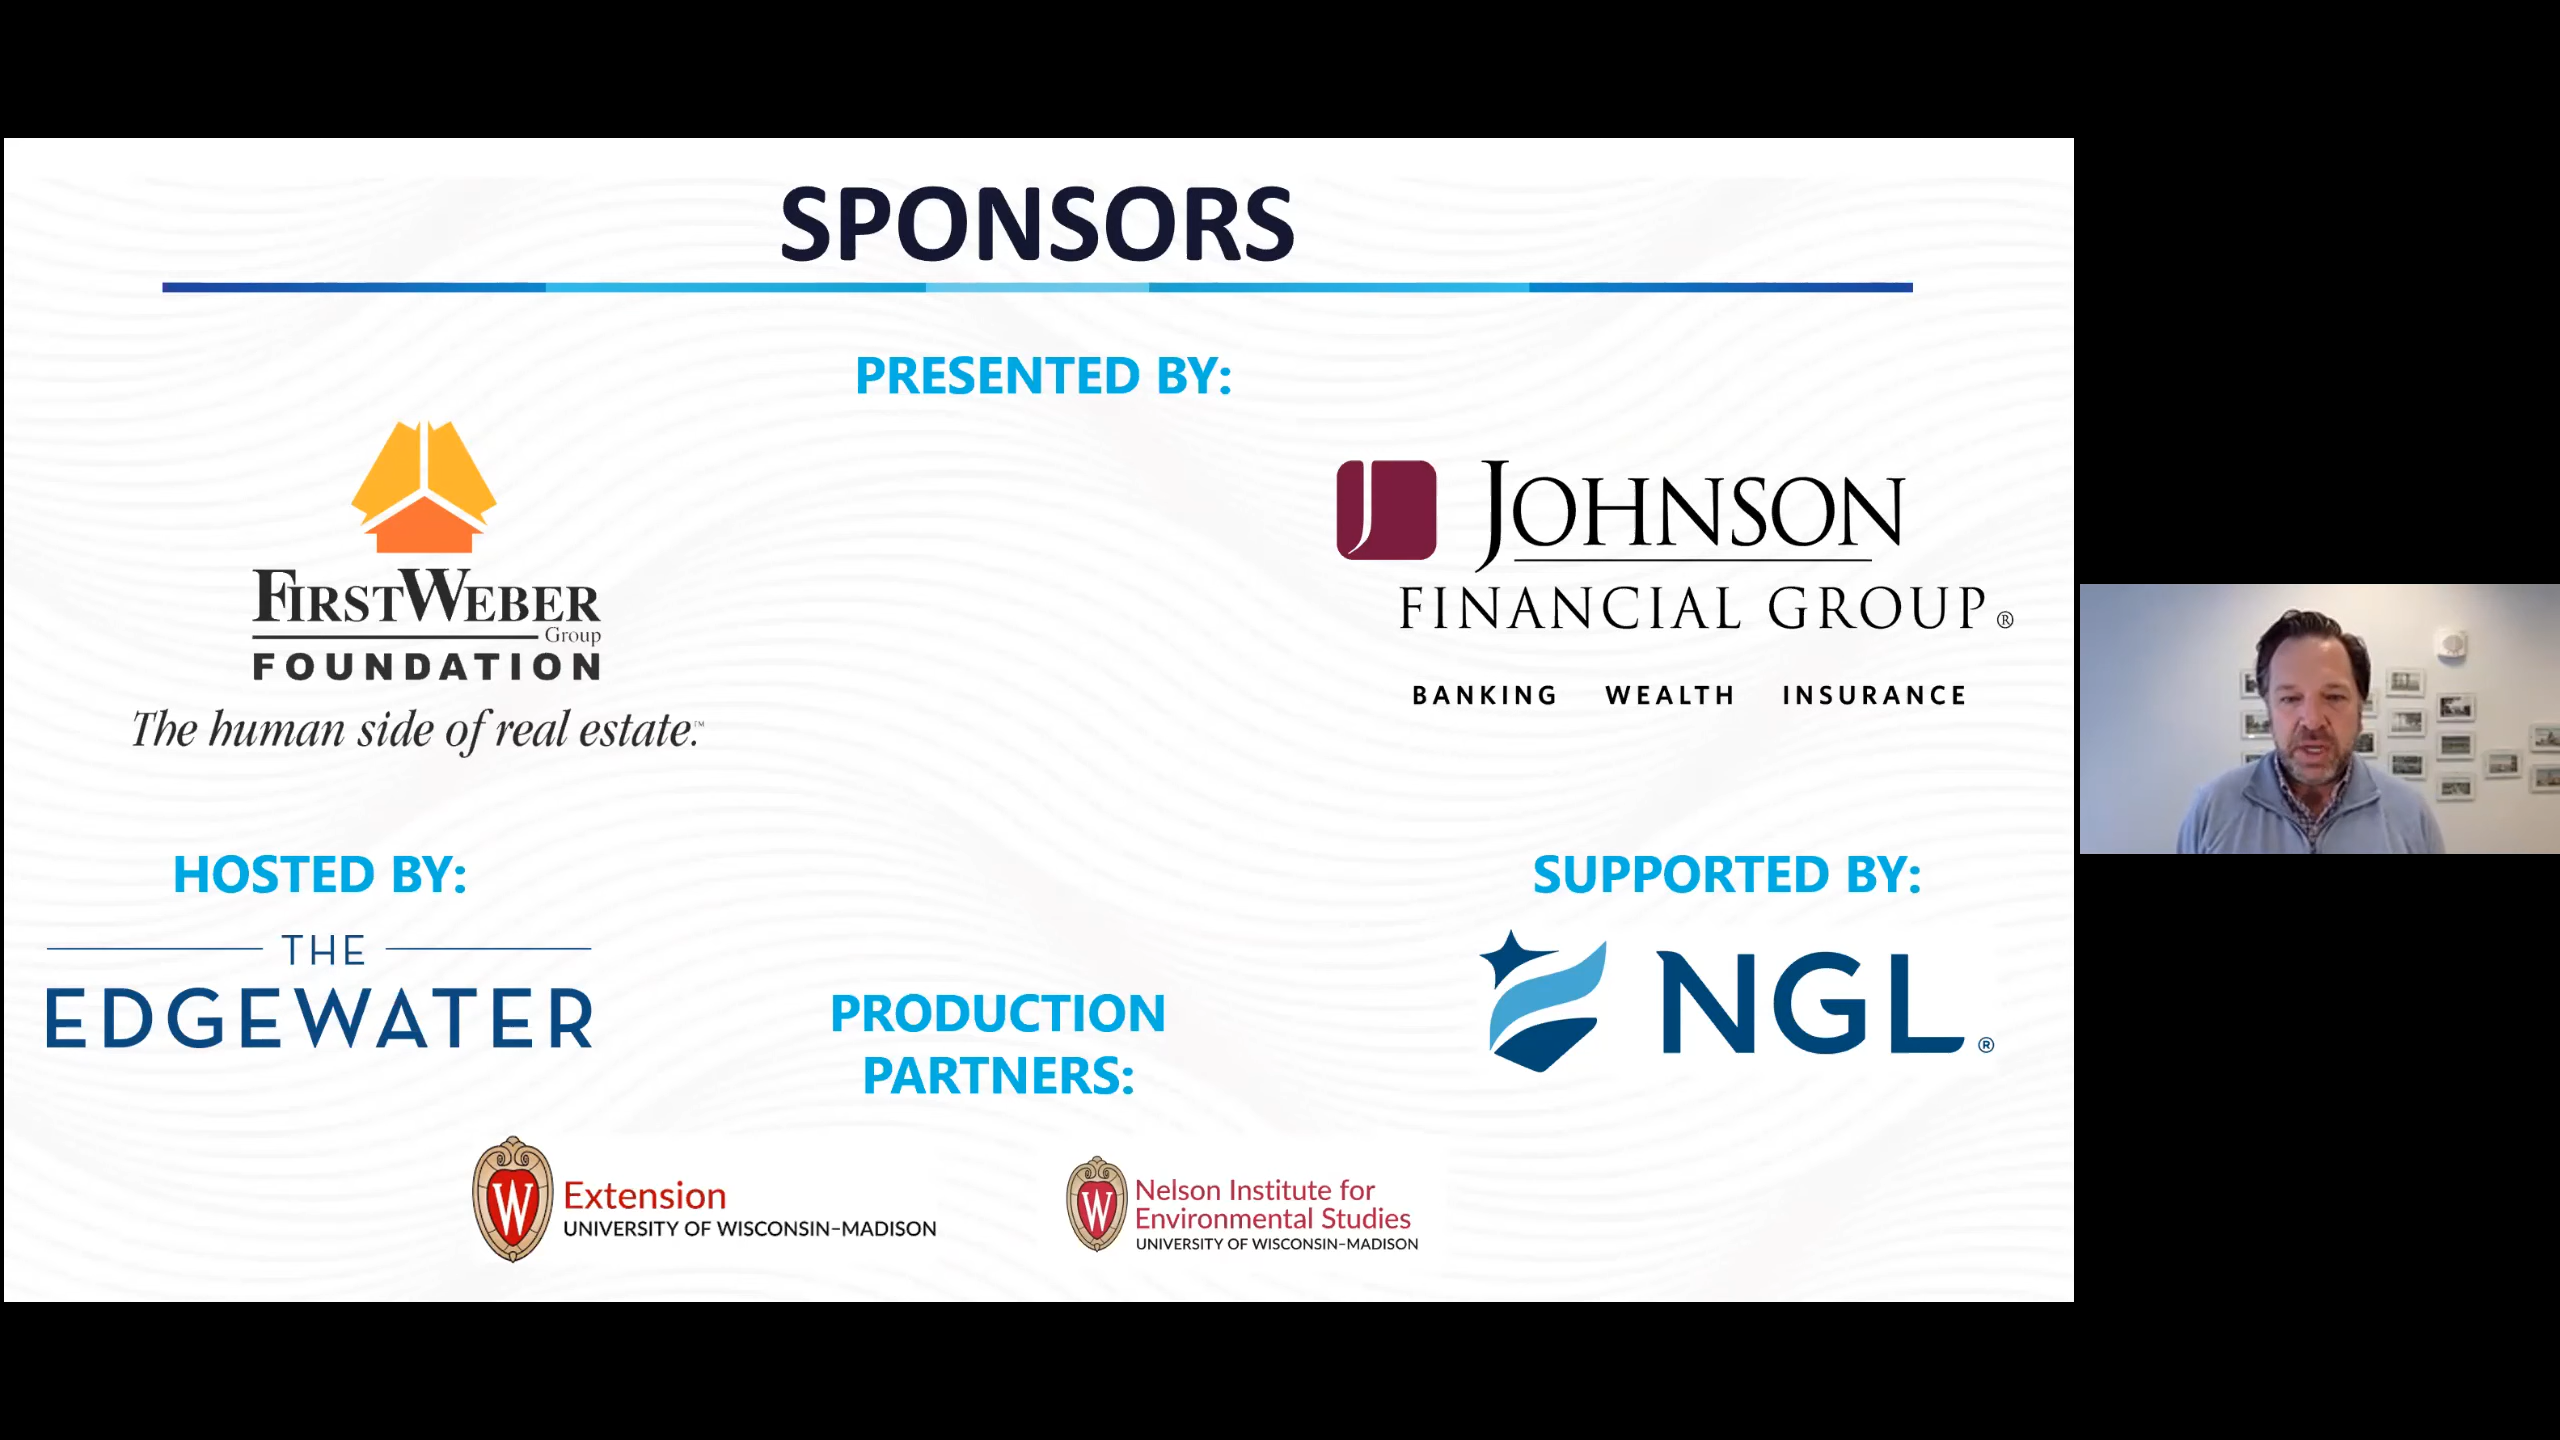 SPONSORS
PRESENTED BY:
FIRSTWEBER
Group
FOUNDATION
The human side of real estate.™
J
JOHNSON
FINANCIAL GROUP®
BANKING WEALTH INSURANCE
HOSTED BY:
THE
EDGEWATER
SUPPORTED BY:
NGL®
PRODUCTION
PARTNERS:
W
Extension
UNIVERSITY OF WISCONSIN–MADISON
W
Nelson Institute for
Environmental Studies
UNIVERSITY OF WISCONSIN–MADISON